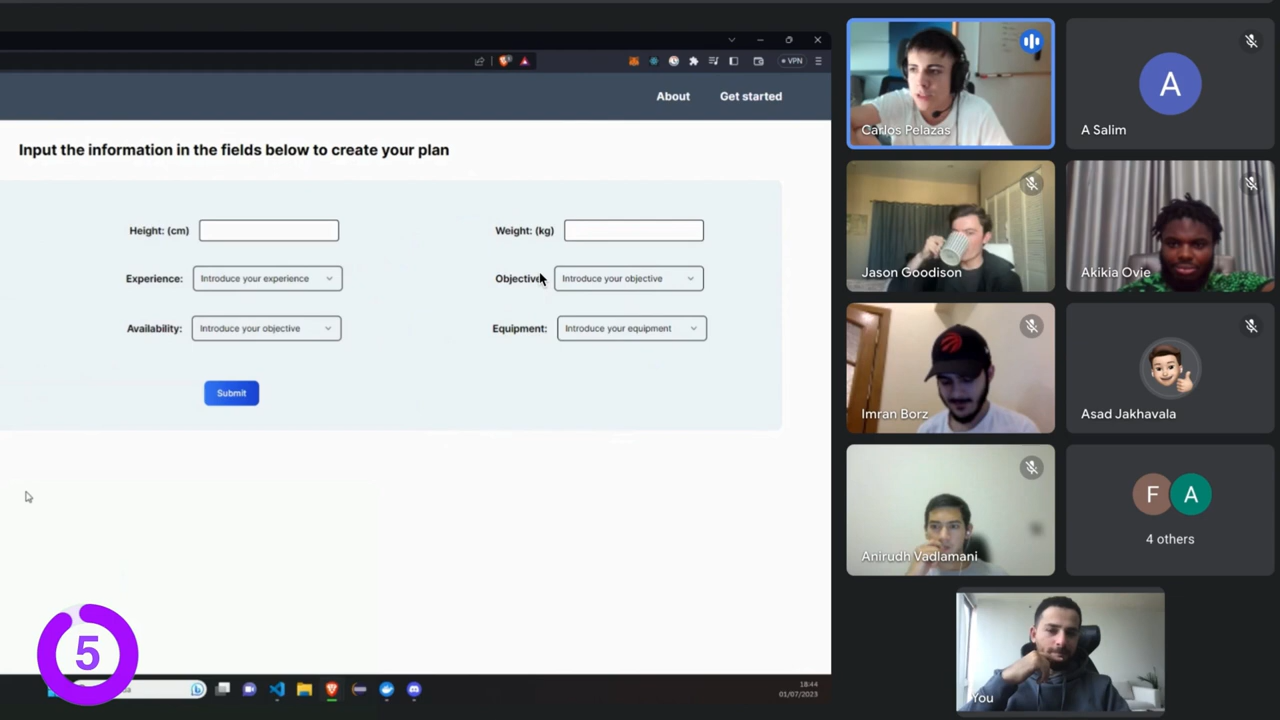 VPN
About
Get started
Input the information in the fields below to create your plan
Height: (cm)
Weight: (kg)
Experience:
Introduce your experience
Objective
Introduce your objective
Availability:
Introduce your objective
Equipment:
Introduce your equipment
Submit
5
18:44
01/07/2023
Carlos Pelazas
A
A Salim
Jason Goodison
Akikia Ovie
Imran Borz
Asad Jakhavala
Anirudh Vadlamani
F
A
4 others
You